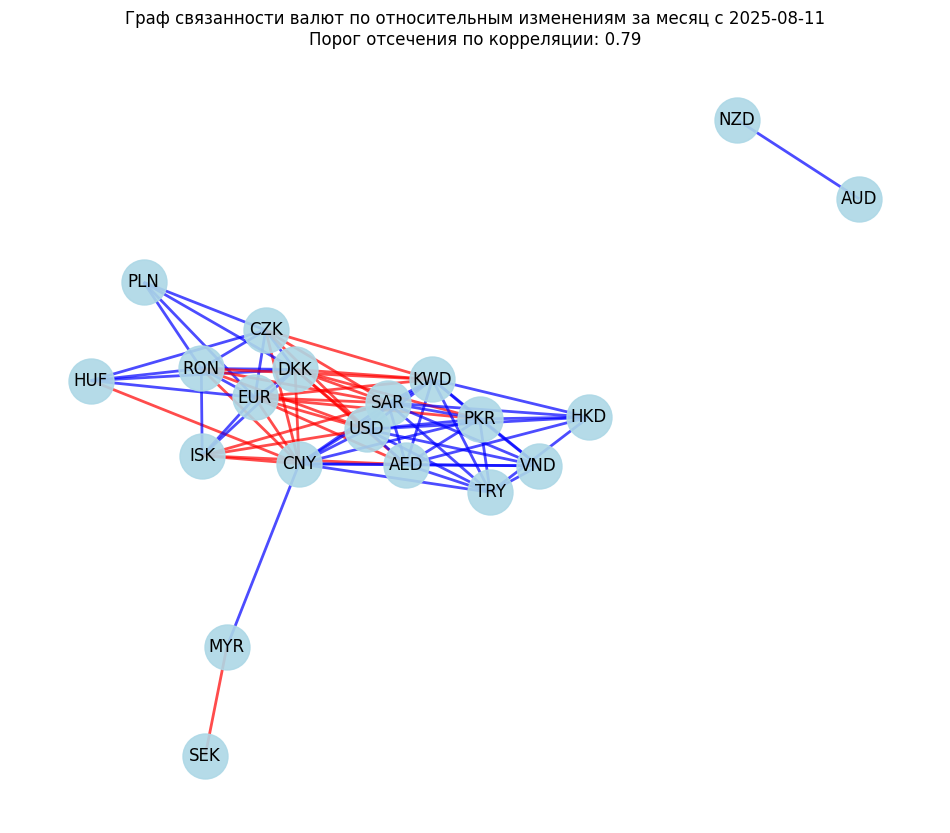 Граф связанности валют по относительным изменениям за месяц с 2025-08-11
Порог отсечения по корреляции: 0.79
NZD
AUD
PLN
CZK
RON
DKK
HUF
KWD
EUR
SAR
PKR
HKD
USD
ISK
CNY
AED
VND
TRY
MYR
SEK